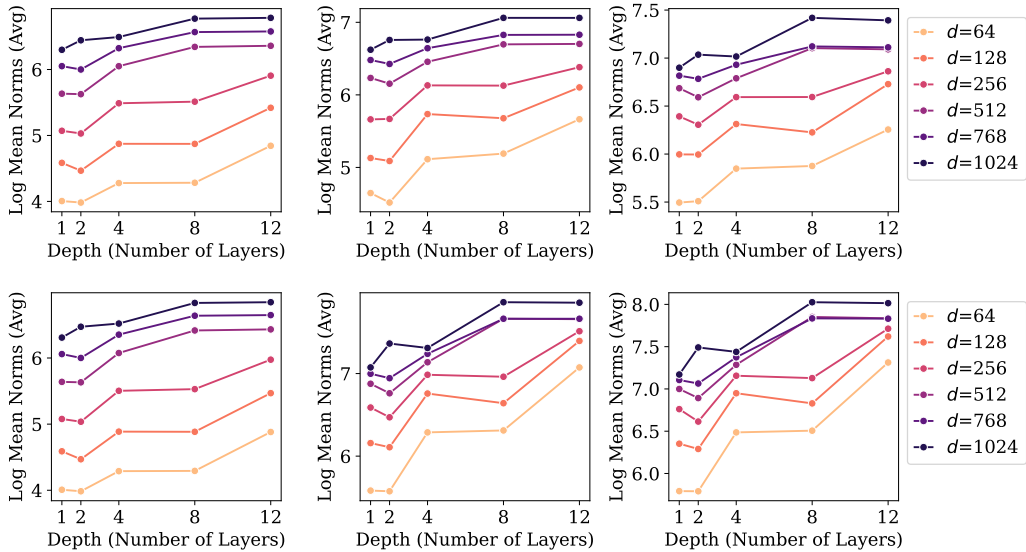 Log Mean Norms (Avg)
6
5
4
1 2 4 8 12
Depth (Number of Layers)
Log Mean Norms (Avg)
7
6
5
1 2 4 8 12
Depth (Number of Layers)
Log Mean Norms (Avg)
7.5
7.0
6.5
6.0
5.5
1 2 4 8 12
Depth (Number of Layers)
d=64
d=128
d=256
d=512
d=768
d=1024
Log Mean Norms (Avg)
6
5
4
1 2 4 8 12
Depth (Number of Layers)
Log Mean Norms (Avg)
7
6
1 2 4 8 12
Depth (Number of Layers)
Log Mean Norms (Avg)
8.0
7.5
7.0
6.5
6.0
1 2 4 8 12
Depth (Number of Layers)
d=64
d=128
d=256
d=512
d=768
d=1024